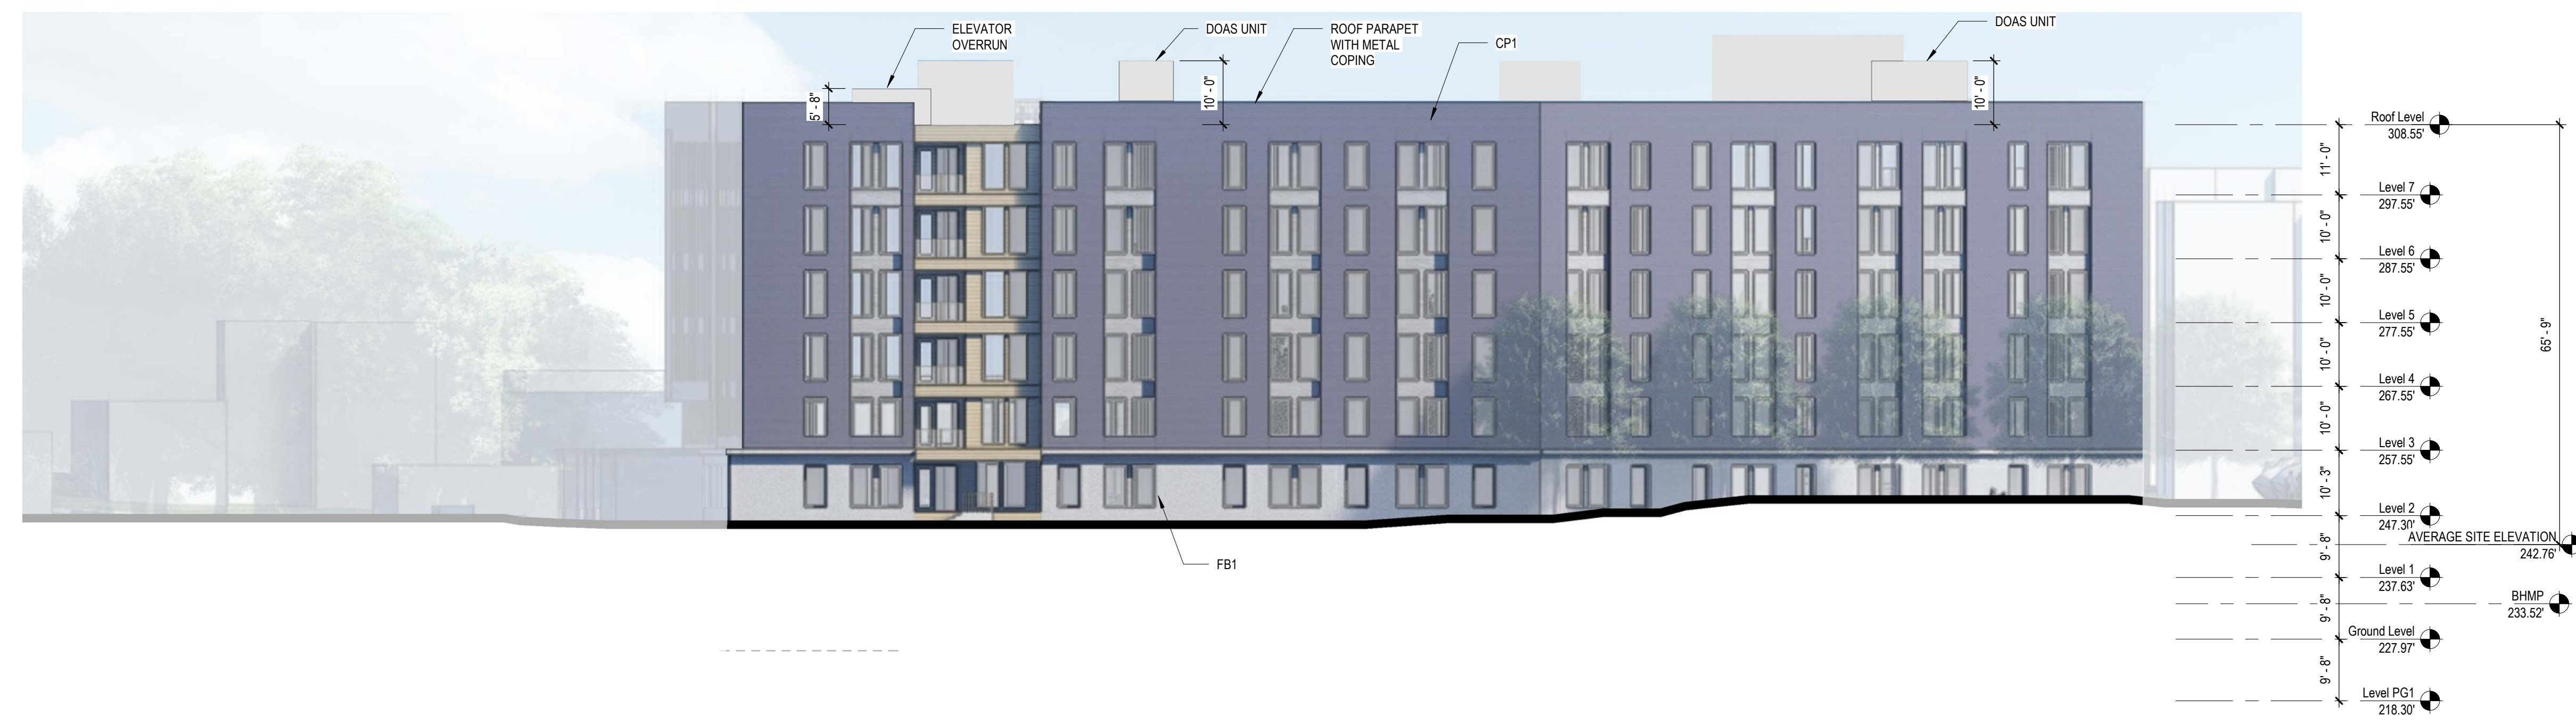 ELEVATOR
OVERRUN
DOAS UNIT
ROOF PARAPET
WITH METAL
COPING
CP1
DOAS UNIT
5' - 8"
10' - 0"
10' - 0"
Roof Level
308.55'
11' - 0"
Level 7
297.55'
10' - 0"
Level 6
287.55'
10' - 0"
Level 5
277.55'
65' - 9"
10' - 0"
Level 4
267.55'
10' - 0"
Level 3
257.55'
10' - 3"
Level 2
247.30'
AVERAGE SITE ELEVATION
242.76'
9' - 8"
FB1
Level 1
237.63'
BHMP
233.52'
9' - 8"
Ground Level
227.97'
9' - 8"
Level PG1
218.30'